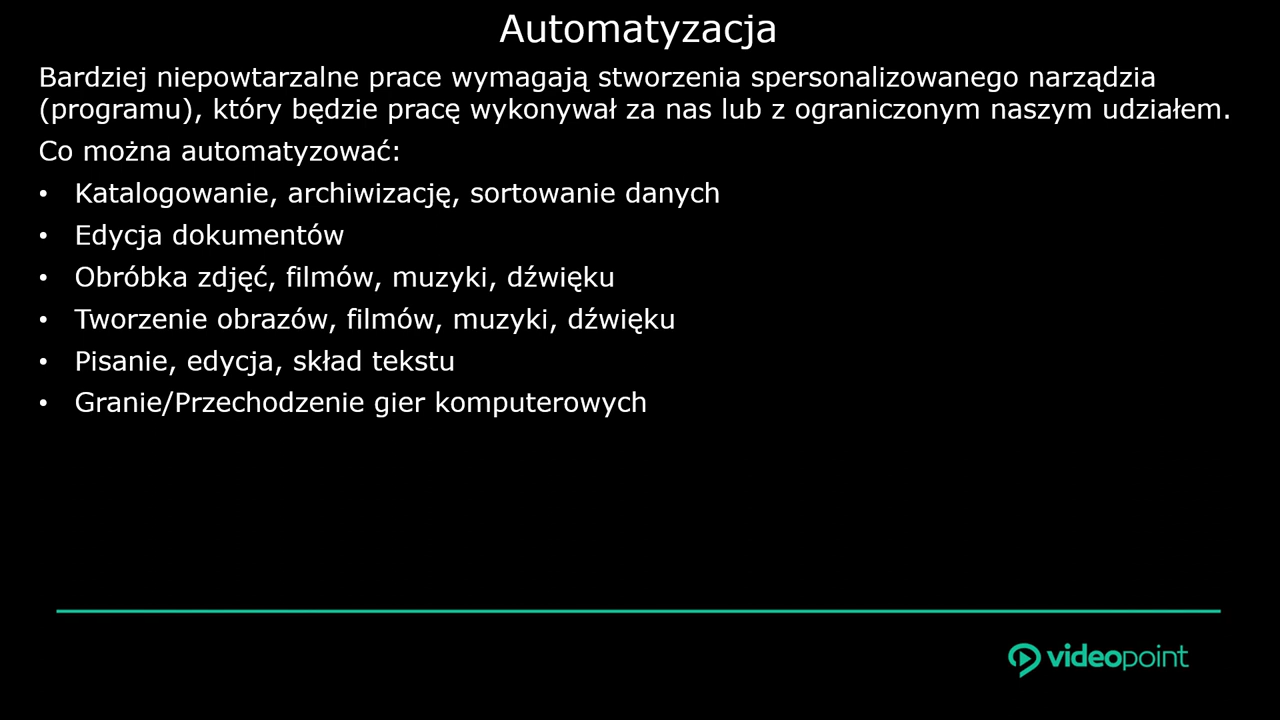 Automatyzacja
Bardziej niepowtarzalne prace wymagają stworzenia spersonalizowanego narządzia
(programu), który będzie pracę wykonywał za nas lub z ograniczonym naszym udziałem.
Co można automatyzować:
• Katalogowanie, archiwizację, sortowanie danych
• Edycja dokumentów
• Obróbka zdjęć, filmów, muzyki, dźwięku
• Tworzenie obrazów, filmów, muzyki, dźwięku
• Pisanie, edycja, skład tekstu
• Granie/Przechodzenie gier komputerowych
videopoint